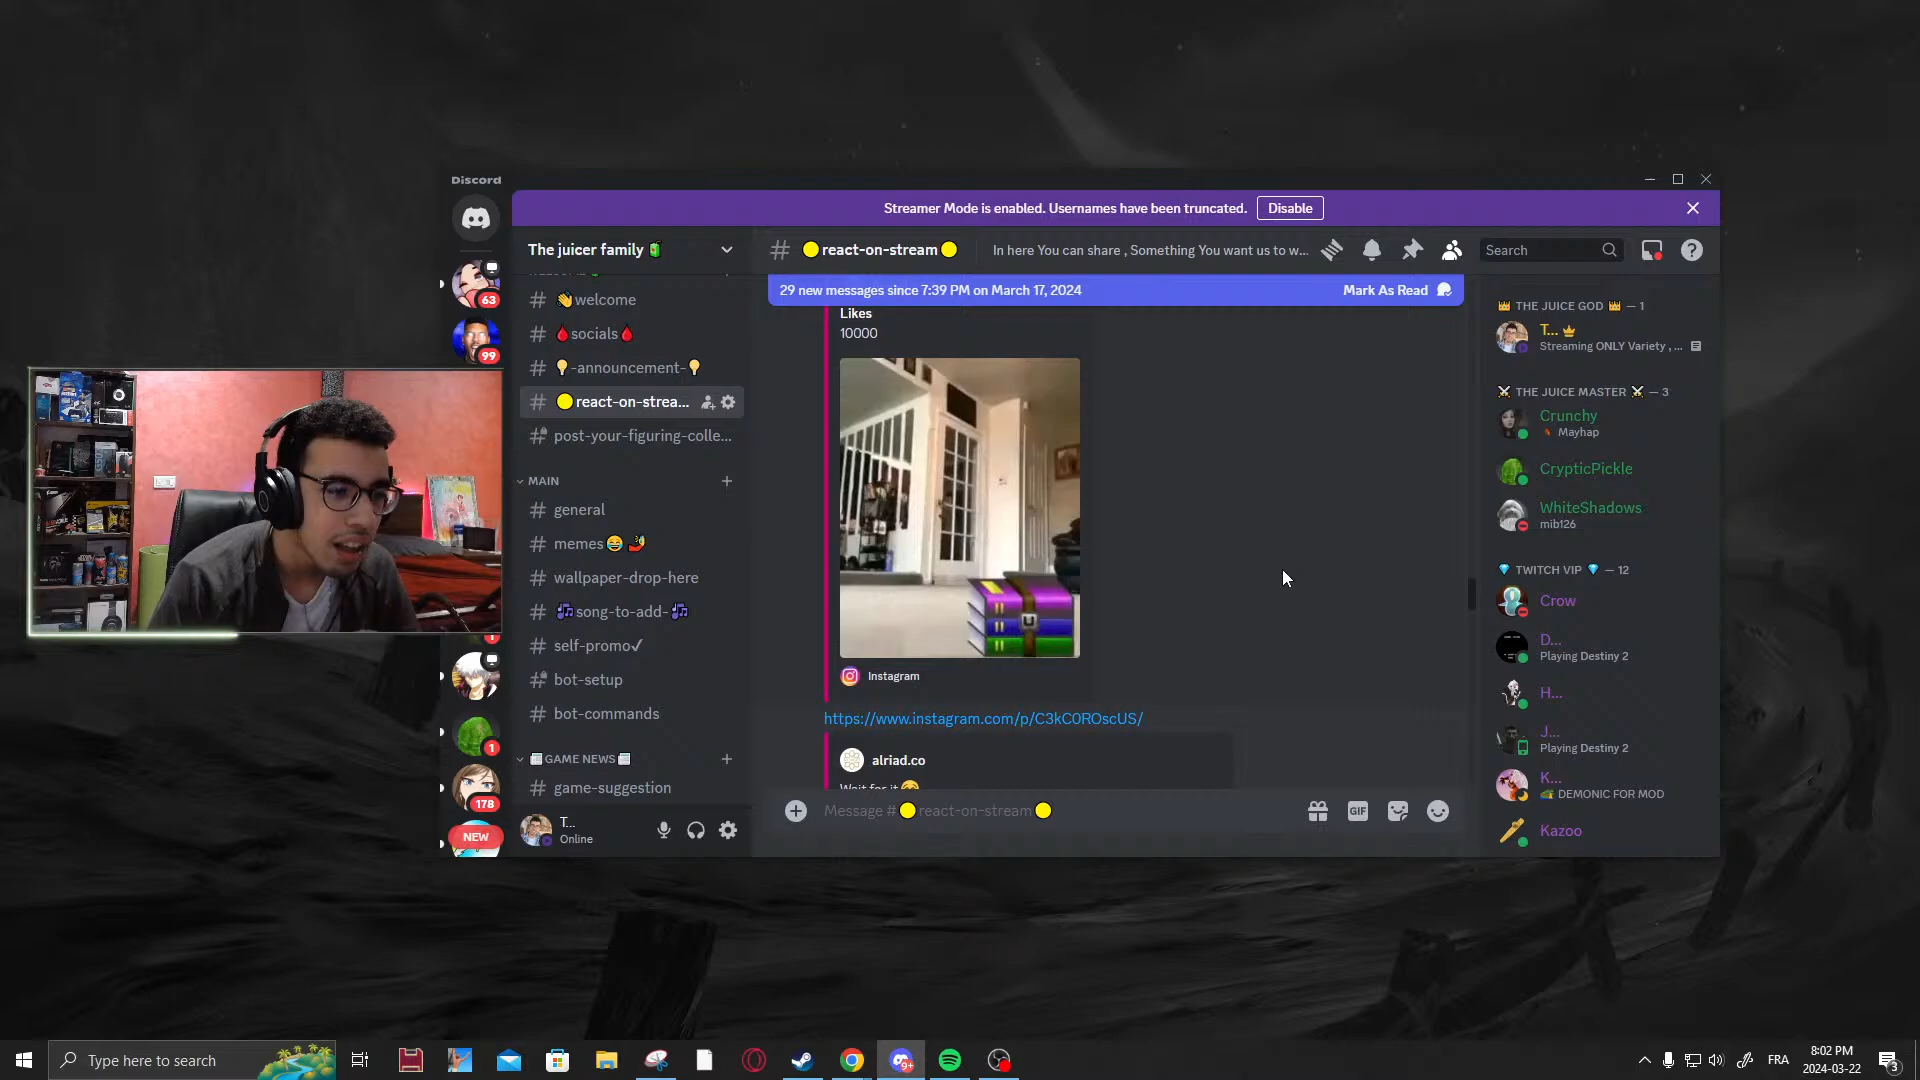 Discord
Streamer Mode is enabled. Usernames have been truncated.
Disable
The juicer family
react-on-stream
In here You can share , Something You want us to w...
Search
29 new messages since 7:39 PM on March 17, 2024
Mark As Read
welcome
socials
-announcement-
react-on-strea...
post-your-figuring-colle...
MAIN
general
memes
wallpaper-drop-here
song-to-add-
self-promo✓
bot-setup
bot-commands
GAME NEWS
game-suggestion
T...
Online
63
99
1
178
NEW
Likes
10000
Instagram
https://www.instagram.com/p/C3kC0ROscUS/
alriad.co
Wait for it
Message # react-on-stream
GIF
THE JUICE GOD — 1
T...
Streaming ONLY Variety , ...
THE JUICE MASTER — 3
Crunchy
Mayhap
CrypticPickle
WhiteShadows
mib126
TWITCH VIP — 12
Crow
D...
Playing Destiny 2
H...
J...
Playing Destiny 2
K...
DEMONIC FOR MOD
Kazoo
Type here to search
9+
FRA
8:02 PM
2024-03-22
3